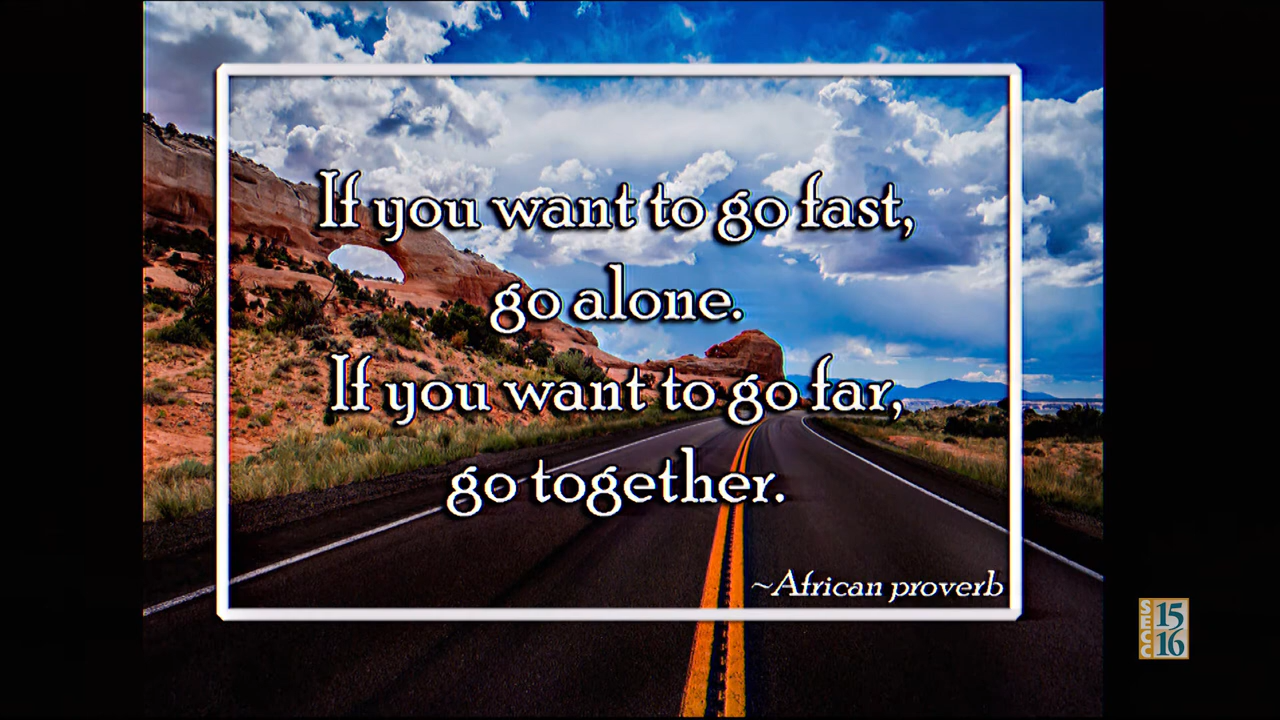 If you want to go fast,
go alone.
If you want to go far,
go together.
~African proverb
SECC
15
16